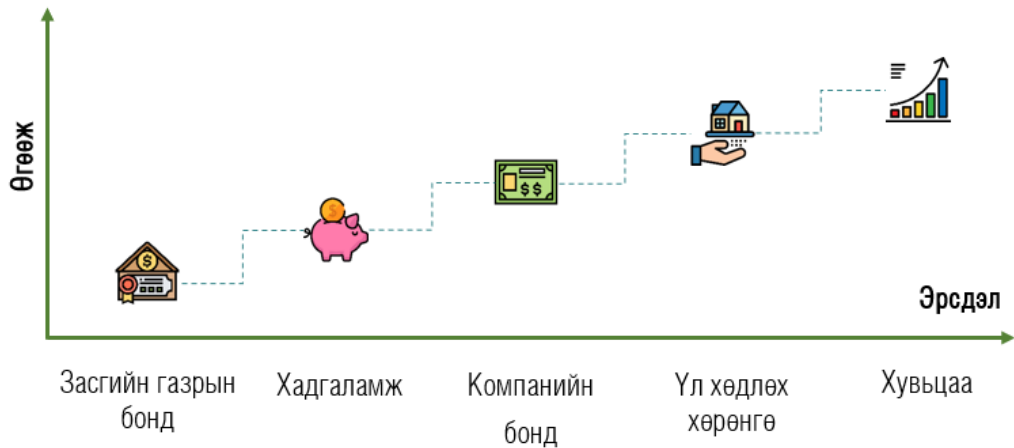 Өгөөж
Эрсдэл
Засгийн газрын
бонд
Хадгаламж
Компанийн
бонд
Үл хөдлөх
хөрөнгө
Хувьцаа